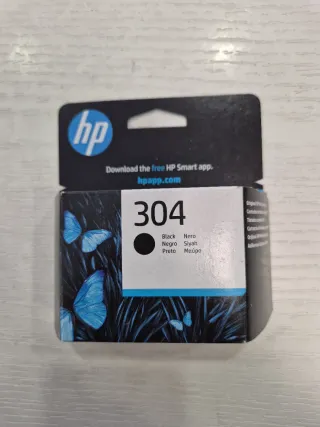 hp
Download the free HP Smart app.
hpapp.com
304
Black Nero
Negro Siyah
Preto Μαύρο